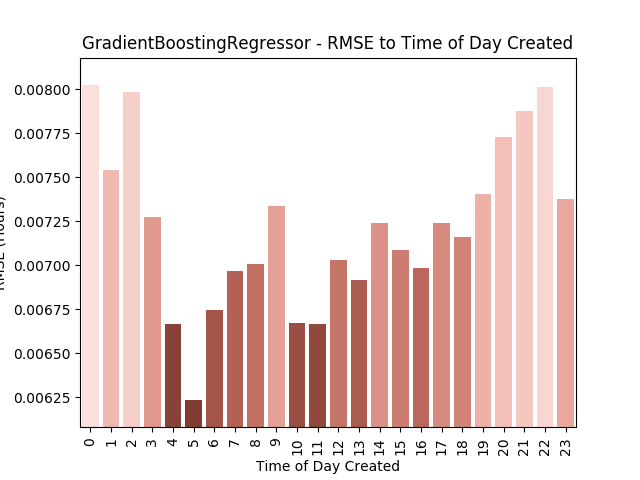 GradientBoostingRegressor - RMSE to Time of Day Created
0.00800
0.00775
0.00750
0.00725
0.00700
0.00675
0.00650
0.00625
RMSE (Hours)
0 1 2 3 4 5 6 7 8 9 10 11 12 13 14 15 16 17 18 19 20 21 22 23
Time of Day Created